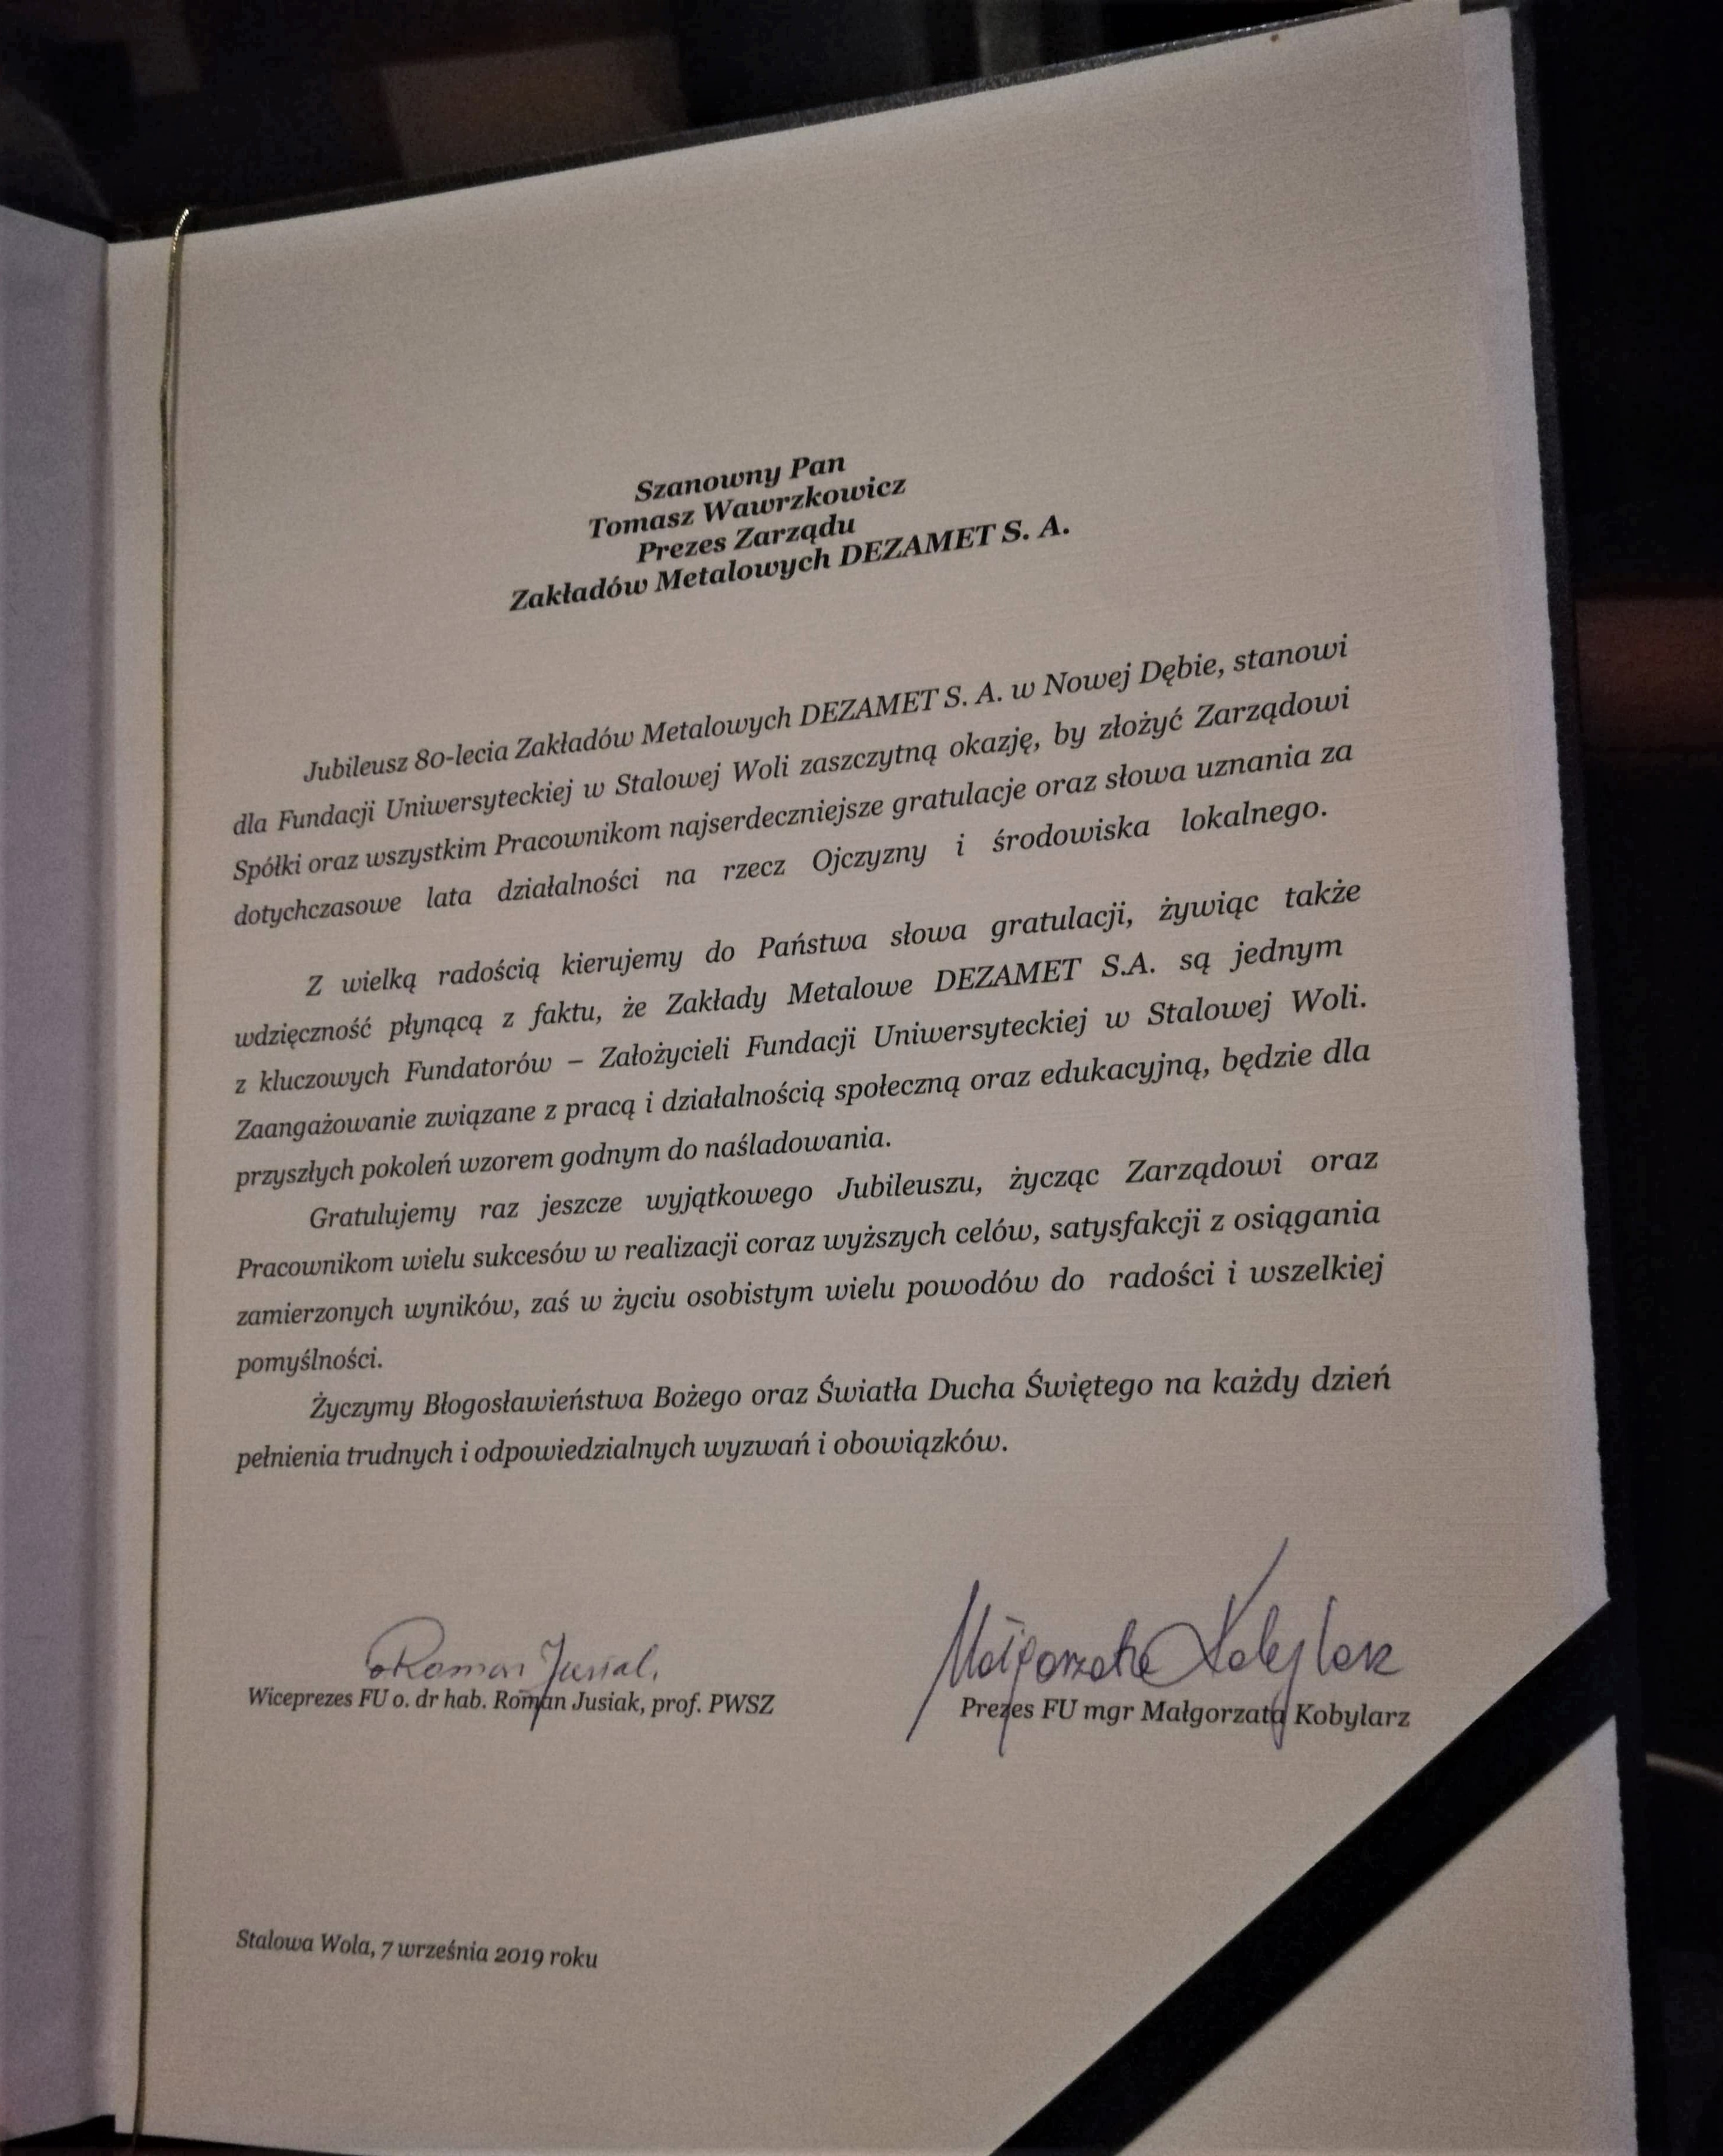 Szanowny Pan
Tomasz Wawrzkowicz
Prezes Zarządu
Zakładów Metalowych DEZAMET S. A.
Jubileusz 80-lecia Zakładów Metalowych DEZAMET S. A. w Nowej Dębie, stanowi
dla Fundacji Uniwersyteckiej w Stalowej Woli zaszczytną okazję, by złożyć Zarządowi
Spółki oraz wszystkim Pracownikom najserdeczniejsze gratulacje oraz słowa uznania za
dotychczasowe lata działalności na rzecz Ojczyzny i środowiska lokalnego.
Z wielką radością kierujemy do Państwa słowa gratulacji, żywiąc także
wdzięczność płynącą z faktu, że Zakłady Metalowe DEZAMET S.A. są jednym
z kluczowych Fundatorów – Założycieli Fundacji Uniwersyteckiej w Stalowej Woli.
Zaangażowanie związane z pracą i działalnością społeczną oraz edukacyjną, będzie dla
przyszłych pokoleń wzorem godnym do naśladowania.
Gratulujemy raz jeszcze wyjątkowego Jubileuszu, życząc Zarządowi oraz
Pracownikom wielu sukcesów w realizacji coraz wyższych celów, satysfakcji z osiągania
zamierzonych wyników, zaś w życiu osobistym wielu powodów do radości i wszelkiej
pomyślności.
Życzymy Błogosławieństwa Bożego oraz Światła Ducha Świętego na każdy dzień
pełnienia trudnych i odpowiedzialnych wyzwań i obowiązków.
Roman Jusiak
Małgorzata Kobylarz
Wiceprezes FU o. dr hab. Roman Jusiak, prof. PWSZ
Prezes FU mgr Małgorzata Kobylarz
Stalowa Wola, 7 września 2019 roku